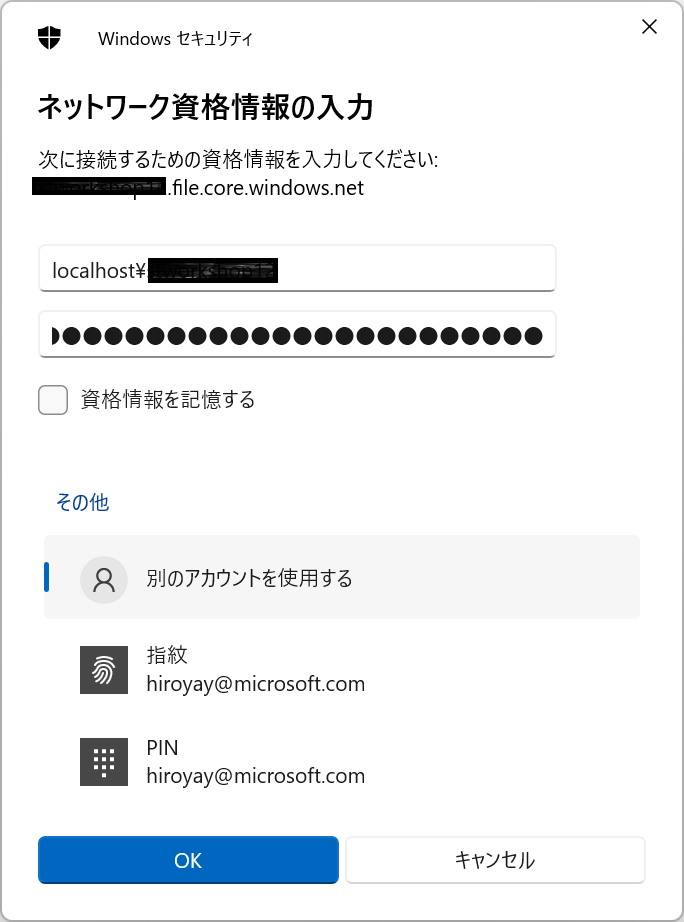 Windows セキュリティ
ネットワーク資格情報の入力
次に接続するための資格情報を入力してください:
.file.core.windows.net
localhost¥
資格情報を記憶する
その他
別のアカウントを使用する
指紋
hiroyay@microsoft.com
PIN
hiroyay@microsoft.com
OK
キャンセル